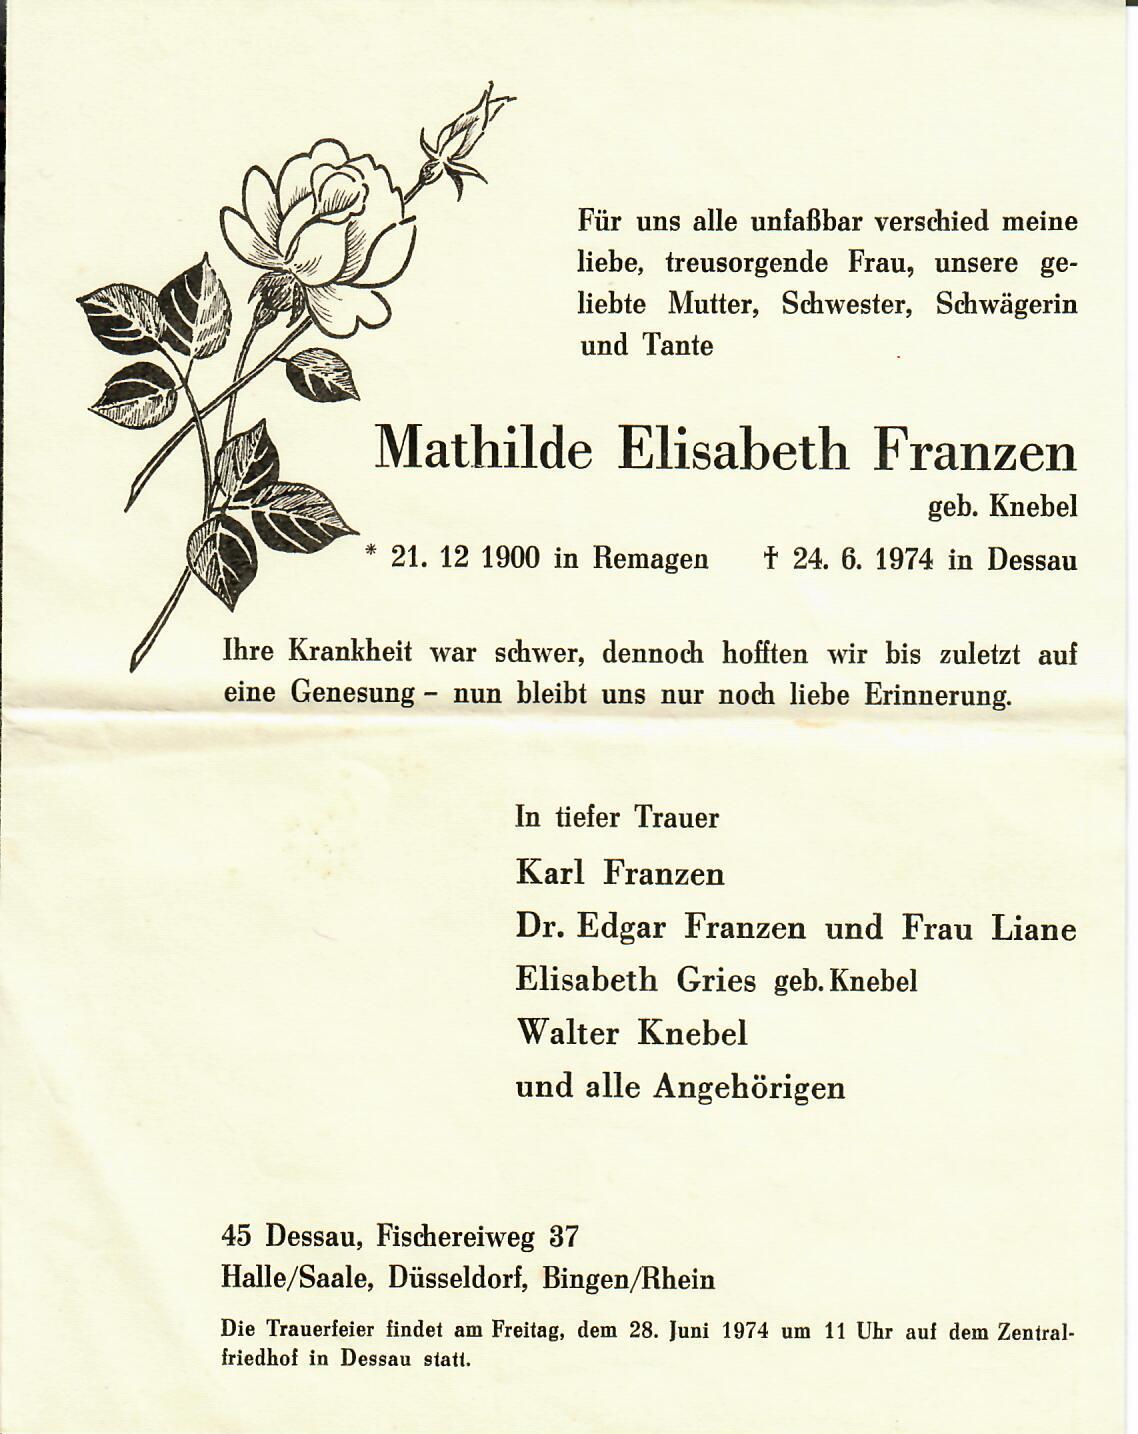 Für uns alle unfaßbar verschied meine
liebe, treusorgende Frau, unsere ge-
liebte Mutter, Schwester, Schwägerin
und Tante
Mathilde Elisabeth Franzen
geb. Knebel
* 21. 12 1900 in Remagen † 24. 6. 1974 in Dessau
Ihre Krankheit war schwer, dennoch hofften wir bis zuletzt auf
eine Genesung – nun bleibt uns nur noch liebe Erinnerung.
In tiefer Trauer
Karl Franzen
Dr. Edgar Franzen und Frau Liane
Elisabeth Gries geb. Knebel
Walter Knebel
und alle Angehörigen
45 Dessau, Fischereiweg 37
Halle/Saale, Düsseldorf, Bingen/Rhein
Die Trauerfeier findet am Freitag, dem 28. Juni 1974 um 11 Uhr auf dem Zentral-
friedhof in Dessau statt.